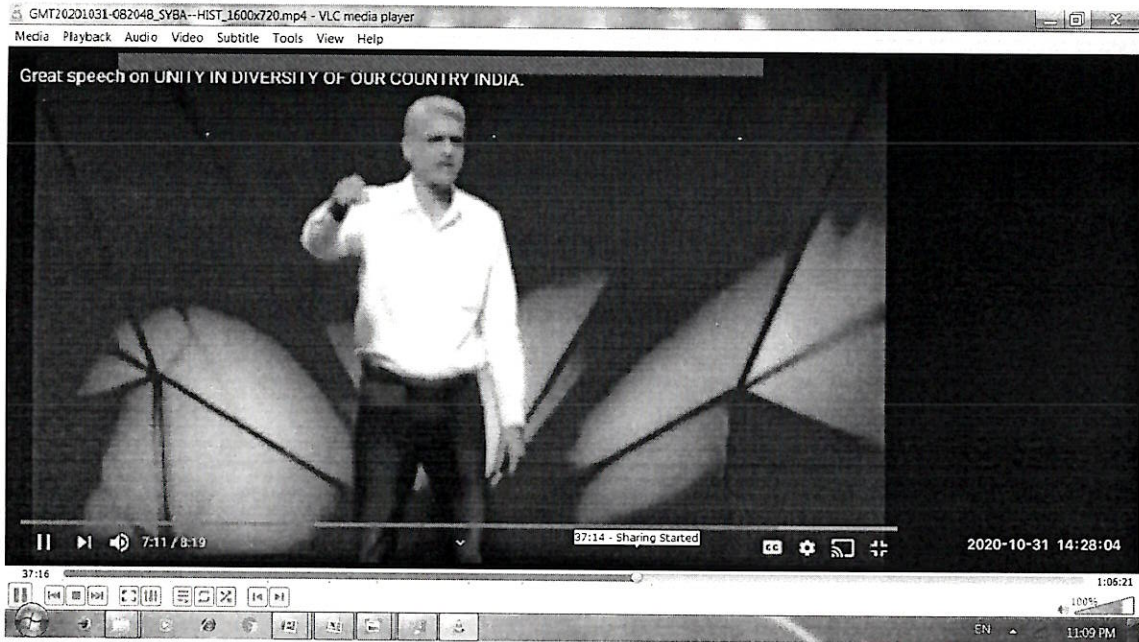 GMT20201031-082048_SYBA--HIST_1600x720.mp4 - VLC media player
Media Playback Audio Video Subtitle Tools View Help
Great speech on UNITY IN DIVERSITY OF OUR COUNTRY INDIA.
7:11 / 8:19
37:14 - Sharing Started
CC
2020-10-31 14:28:04
37:16
1:06:21
100%
EN
11:09 PM